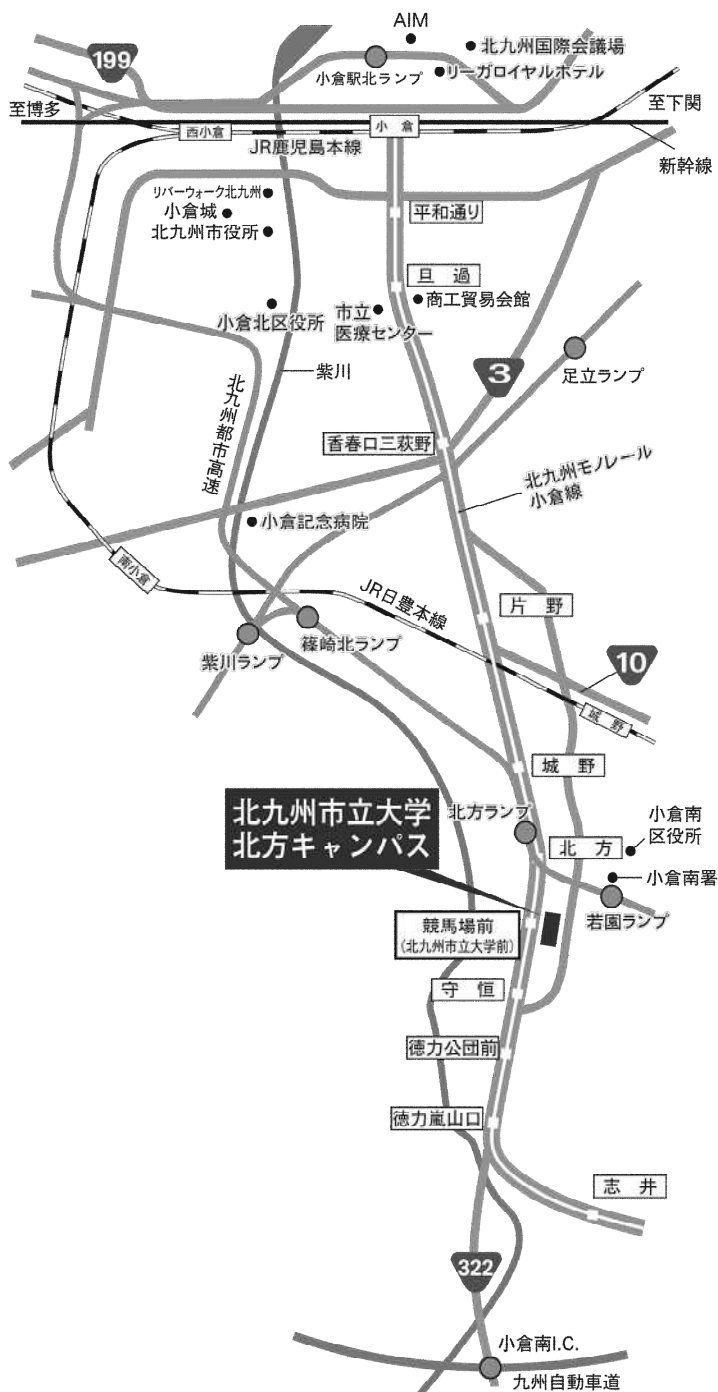 AIM
北九州国際会議場
199
小倉駅北ランプ
リーガロイヤルホテル
至博多
至下関
西小倉
小倉
JR鹿児島本線
新幹線
リバーウォーク北九州
小倉城
北九州市役所
平和通り
旦過
商工貿易会館
小倉北区役所
市立
医療センター
紫川
3
足立ランプ
北九州都市高速
香春口三萩野
北九州モノレール
小倉線
小倉記念病院
南小倉
JR日豊本線
片野
篠崎北ランプ
紫川ランプ
10
城野
城野
北九州市立大学
北方キャンパス
北方ランプ
小倉南
区役所
北方
小倉南署
若園ランプ
競馬場前
(北九州市立大学前)
守恒
徳力公団前
徳力嵐山口
志井
322
小倉南I.C.
九州自動車道